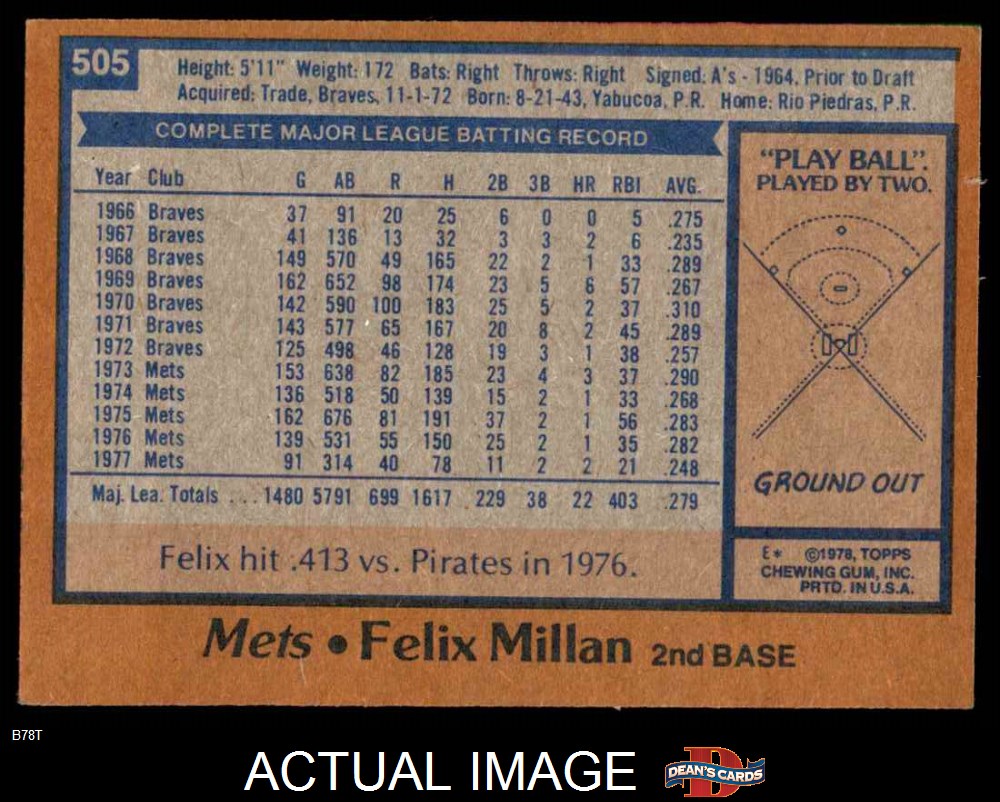 505
Height: 5'11" Weight: 172 Bats: Right Throws: Right Signed: A's - 1964, Prior to Draft
Acquired: Trade, Braves, 11-1-72 Born: 8-21-43, Yabucoa, P.R. Home: Rio Piedras, P.R.
COMPLETE MAJOR LEAGUE BATTING RECORD
Year Club G AB R H 2B 3B HR RBI AVG.
1966 Braves 37 91 20 25 6 0 0 5 .275
1967 Braves 41 136 13 32 3 3 2 6 .235
1968 Braves 149 570 49 165 22 2 1 33 .289
1969 Braves 162 652 98 174 23 5 6 57 .267
1970 Braves 142 590 100 183 25 5 2 37 .310
1971 Braves 143 577 65 167 20 8 2 45 .289
1972 Braves 125 498 46 128 19 3 1 38 .257
1973 Mets 153 638 82 185 23 4 3 37 .290
1974 Mets 136 518 50 139 15 2 1 33 .268
1975 Mets 162 676 81 191 37 2 1 56 .283
1976 Mets 139 531 55 150 25 2 1 35 .282
1977 Mets 91 314 40 78 11 2 2 21 .248
Maj. Lea. Totals ... 1480 5791 699 1617 229 38 22 403 .279
Felix hit .413 vs. Pirates in 1976.
"PLAY BALL".
PLAYED BY TWO.
GROUND OUT
E* ©1978, TOPPS
CHEWING GUM, INC.
PRTD. IN U.S.A.
Mets • Felix Millan 2nd BASE
B78T
ACTUAL IMAGE
DEAN'S CARDS